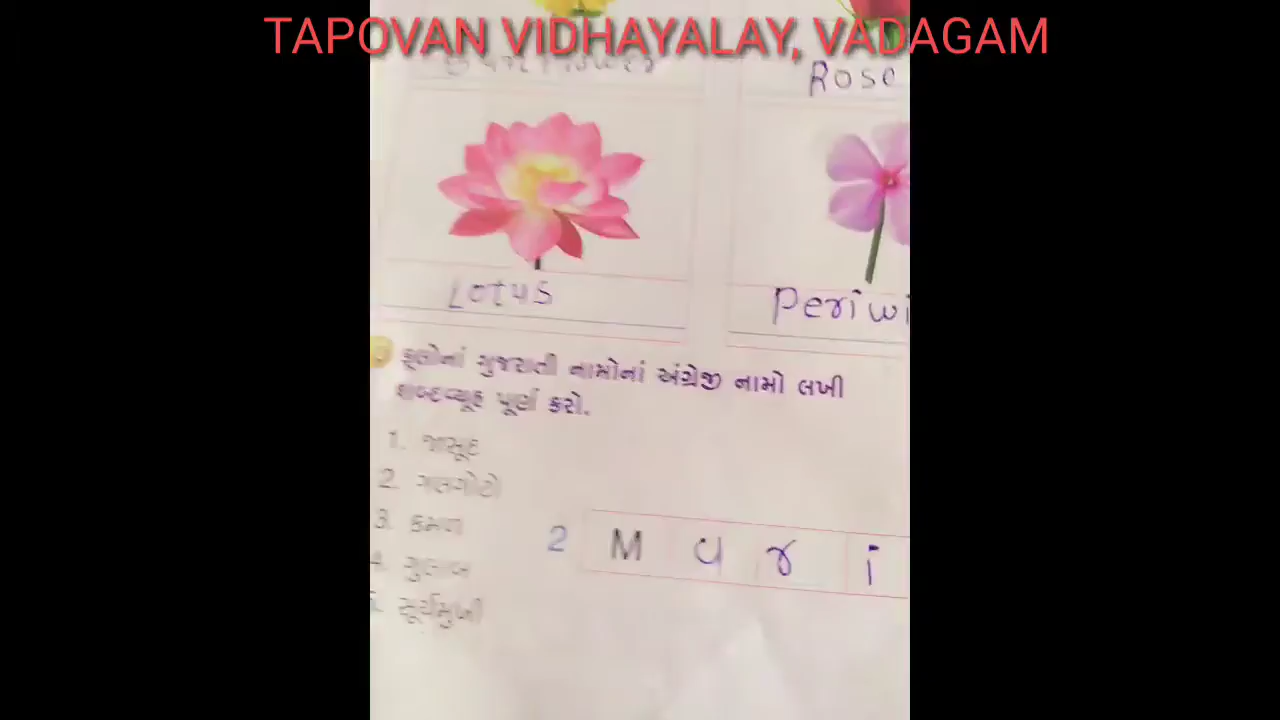 TAPOVAN VIDHAYALAY, VADAGAM
Rose
Lotus
Periwi
ફૂલોનાં ગુજરાતી નામોનાં અંગ્રેજી નામો લખી
શબ્દવ્યૂહ પૂર્ણ કરો.
1. જાસૂદ
2. ગલગોટો
3. કમળ
4. ગુલાબ
5. સૂર્યમુખી
2 M a r i